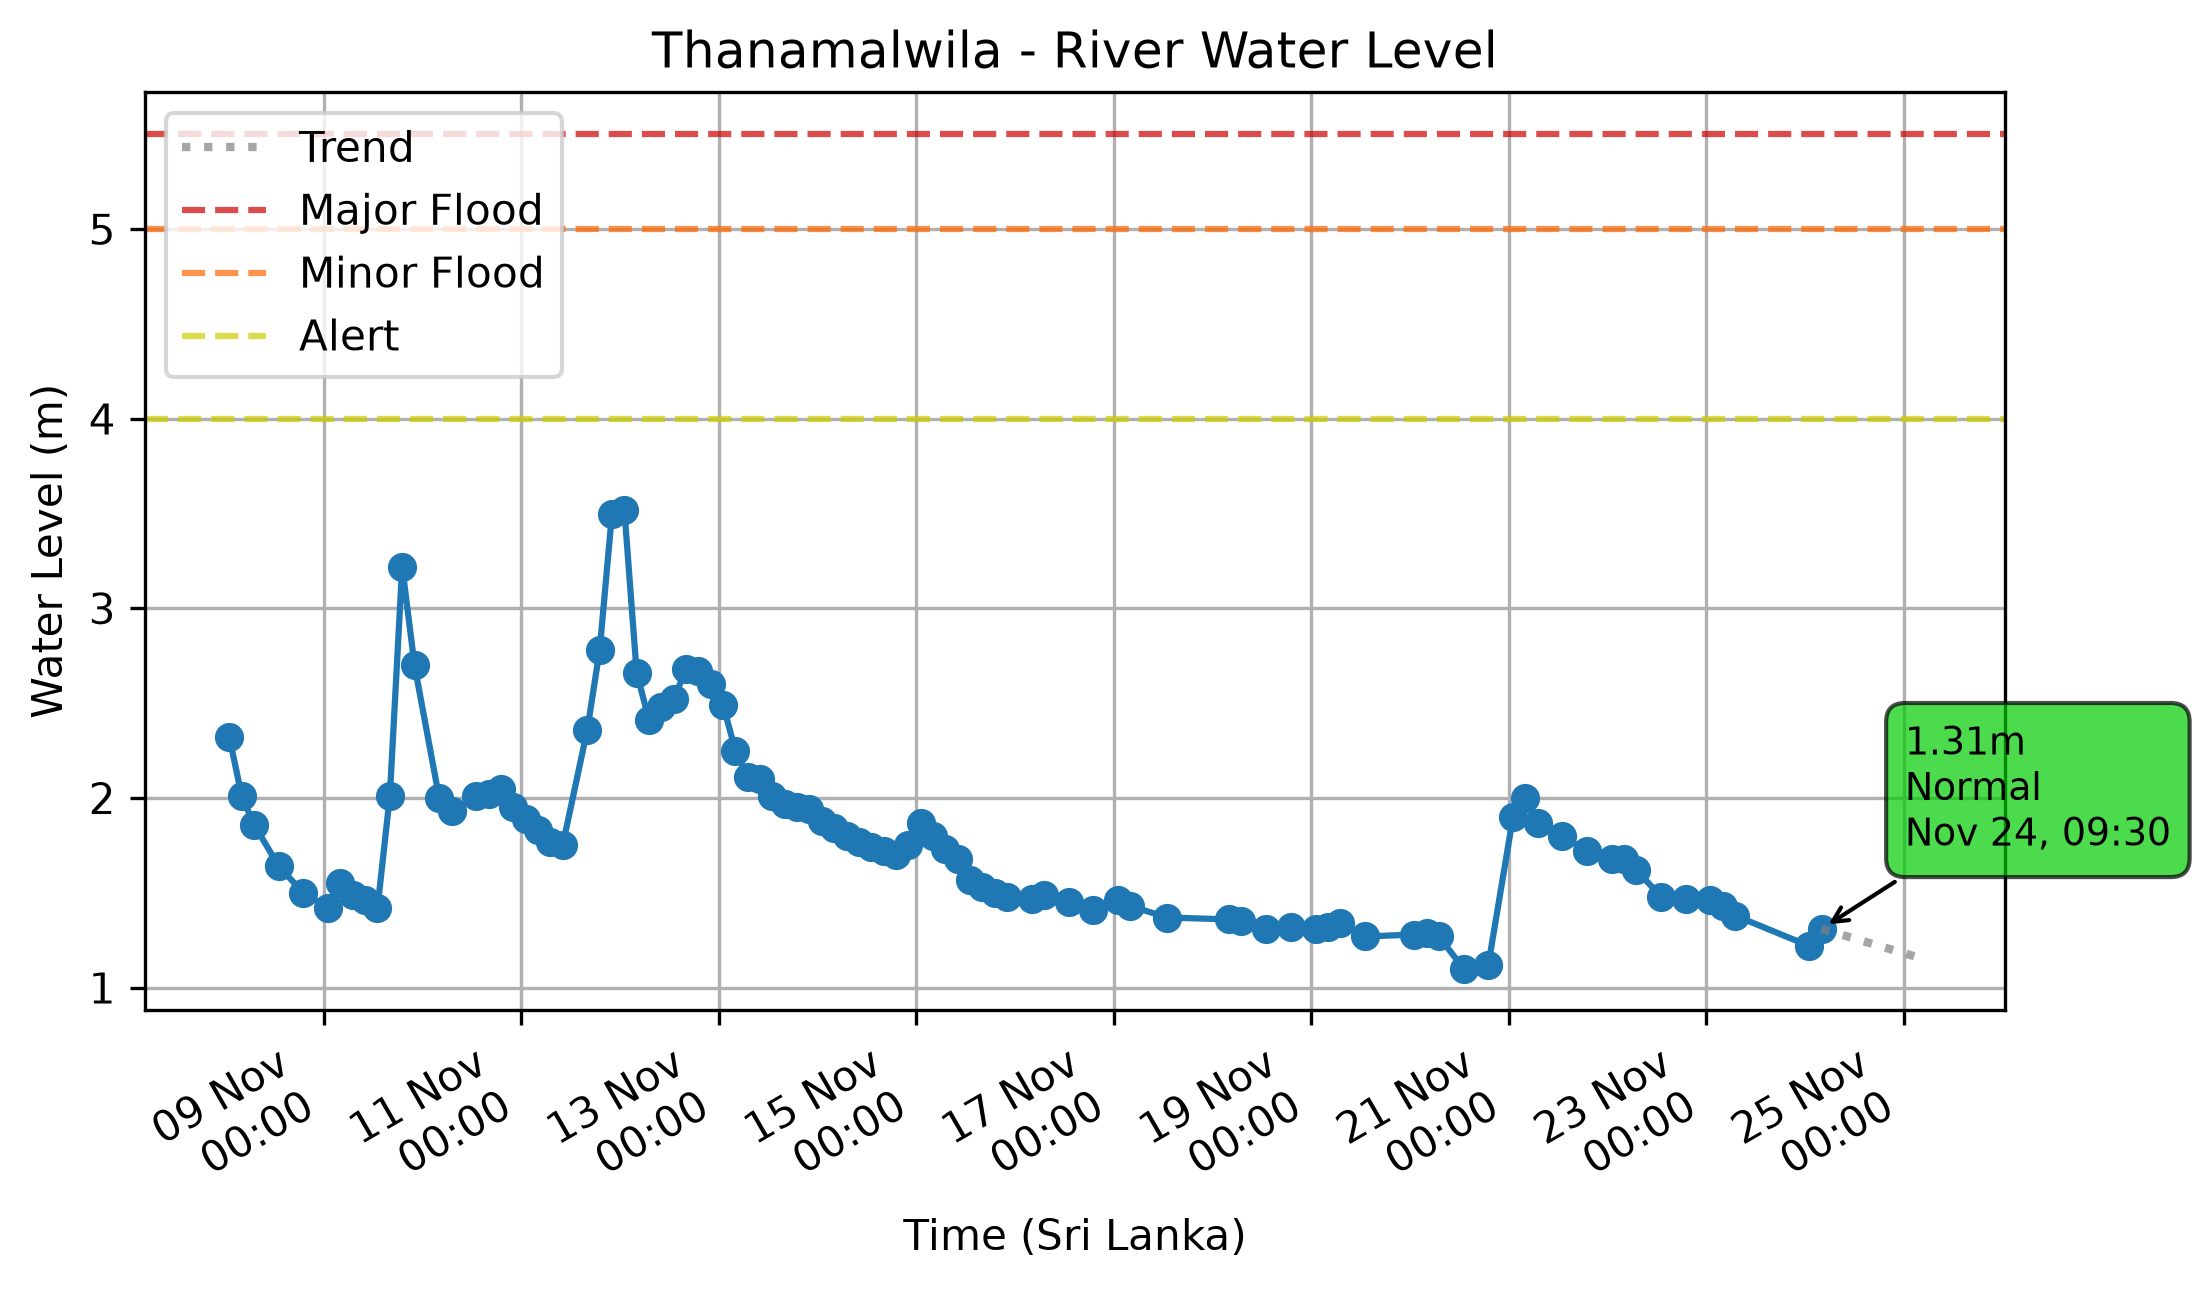 Thanamalwila - River Water Level
Trend
Major Flood
Minor Flood
Alert
5
4
3
2
1
Water Level (m)
1.31m
Normal
Nov 24, 09:30
09 Nov
00:00
11 Nov
00:00
13 Nov
00:00
15 Nov
00:00
17 Nov
00:00
19 Nov
00:00
21 Nov
00:00
23 Nov
00:00
25 Nov
00:00
Time (Sri Lanka)